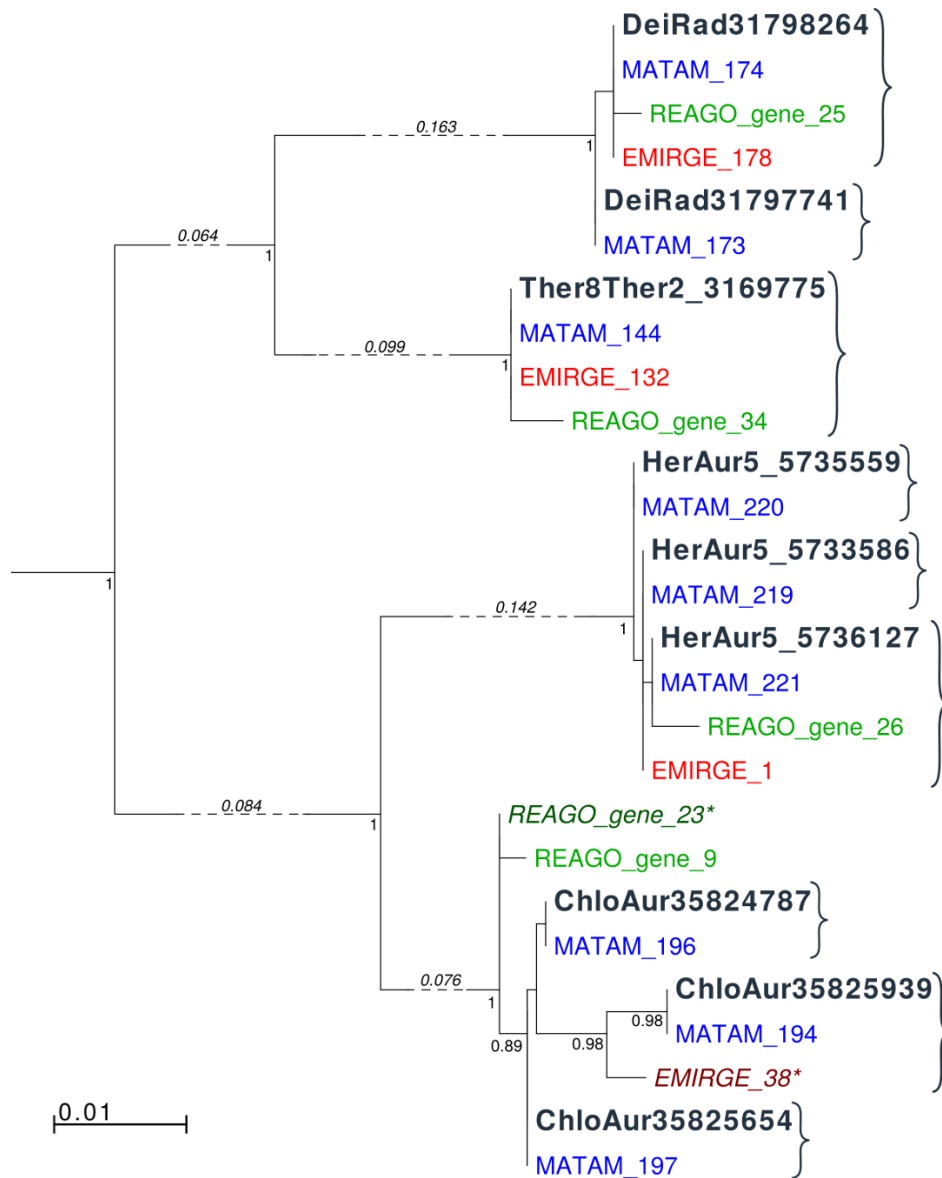 DeiRad31798264
MATAM_174
0.163
REAGO_gene_25
1
EMIRGE_178
DeiRad31797741
0.064
1
MATAM_173
Ther8Ther2_3169775
MATAM_144
0.099
1
EMIRGE_132
REAGO_gene_34
HerAur5_5735559
MATAM_220
HerAur5_5733586
1
MATAM_219
0.142
1
HerAur5_5736127
MATAM_221
REAGO_gene_26
EMIRGE_1
0.084
1
REAGO_gene_23*
REAGO_gene_9
ChloAur35824787
MATAM_196
0.076
1
ChloAur35825939
0.98
MATAM_194
0.89
0.98
EMIRGE_38*
0.01
ChloAur35825654
MATAM_197